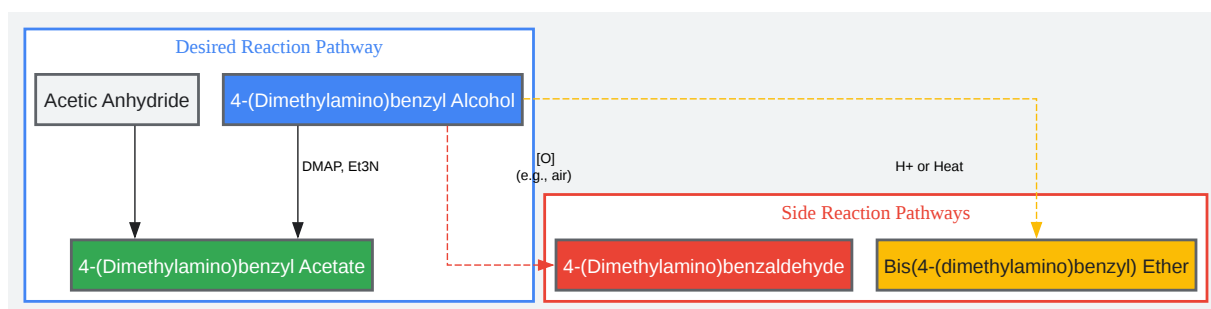 Desired Reaction Pathway
Acetic Anhydride
4-(Dimethylamino)benzyl Alcohol
DMAP, Et3N
[O]
(e.g., air)
H+ or Heat
Side Reaction Pathways
4-(Dimethylamino)benzyl Acetate
4-(Dimethylamino)benzaldehyde
Bis(4-(dimethylamino)benzyl) Ether